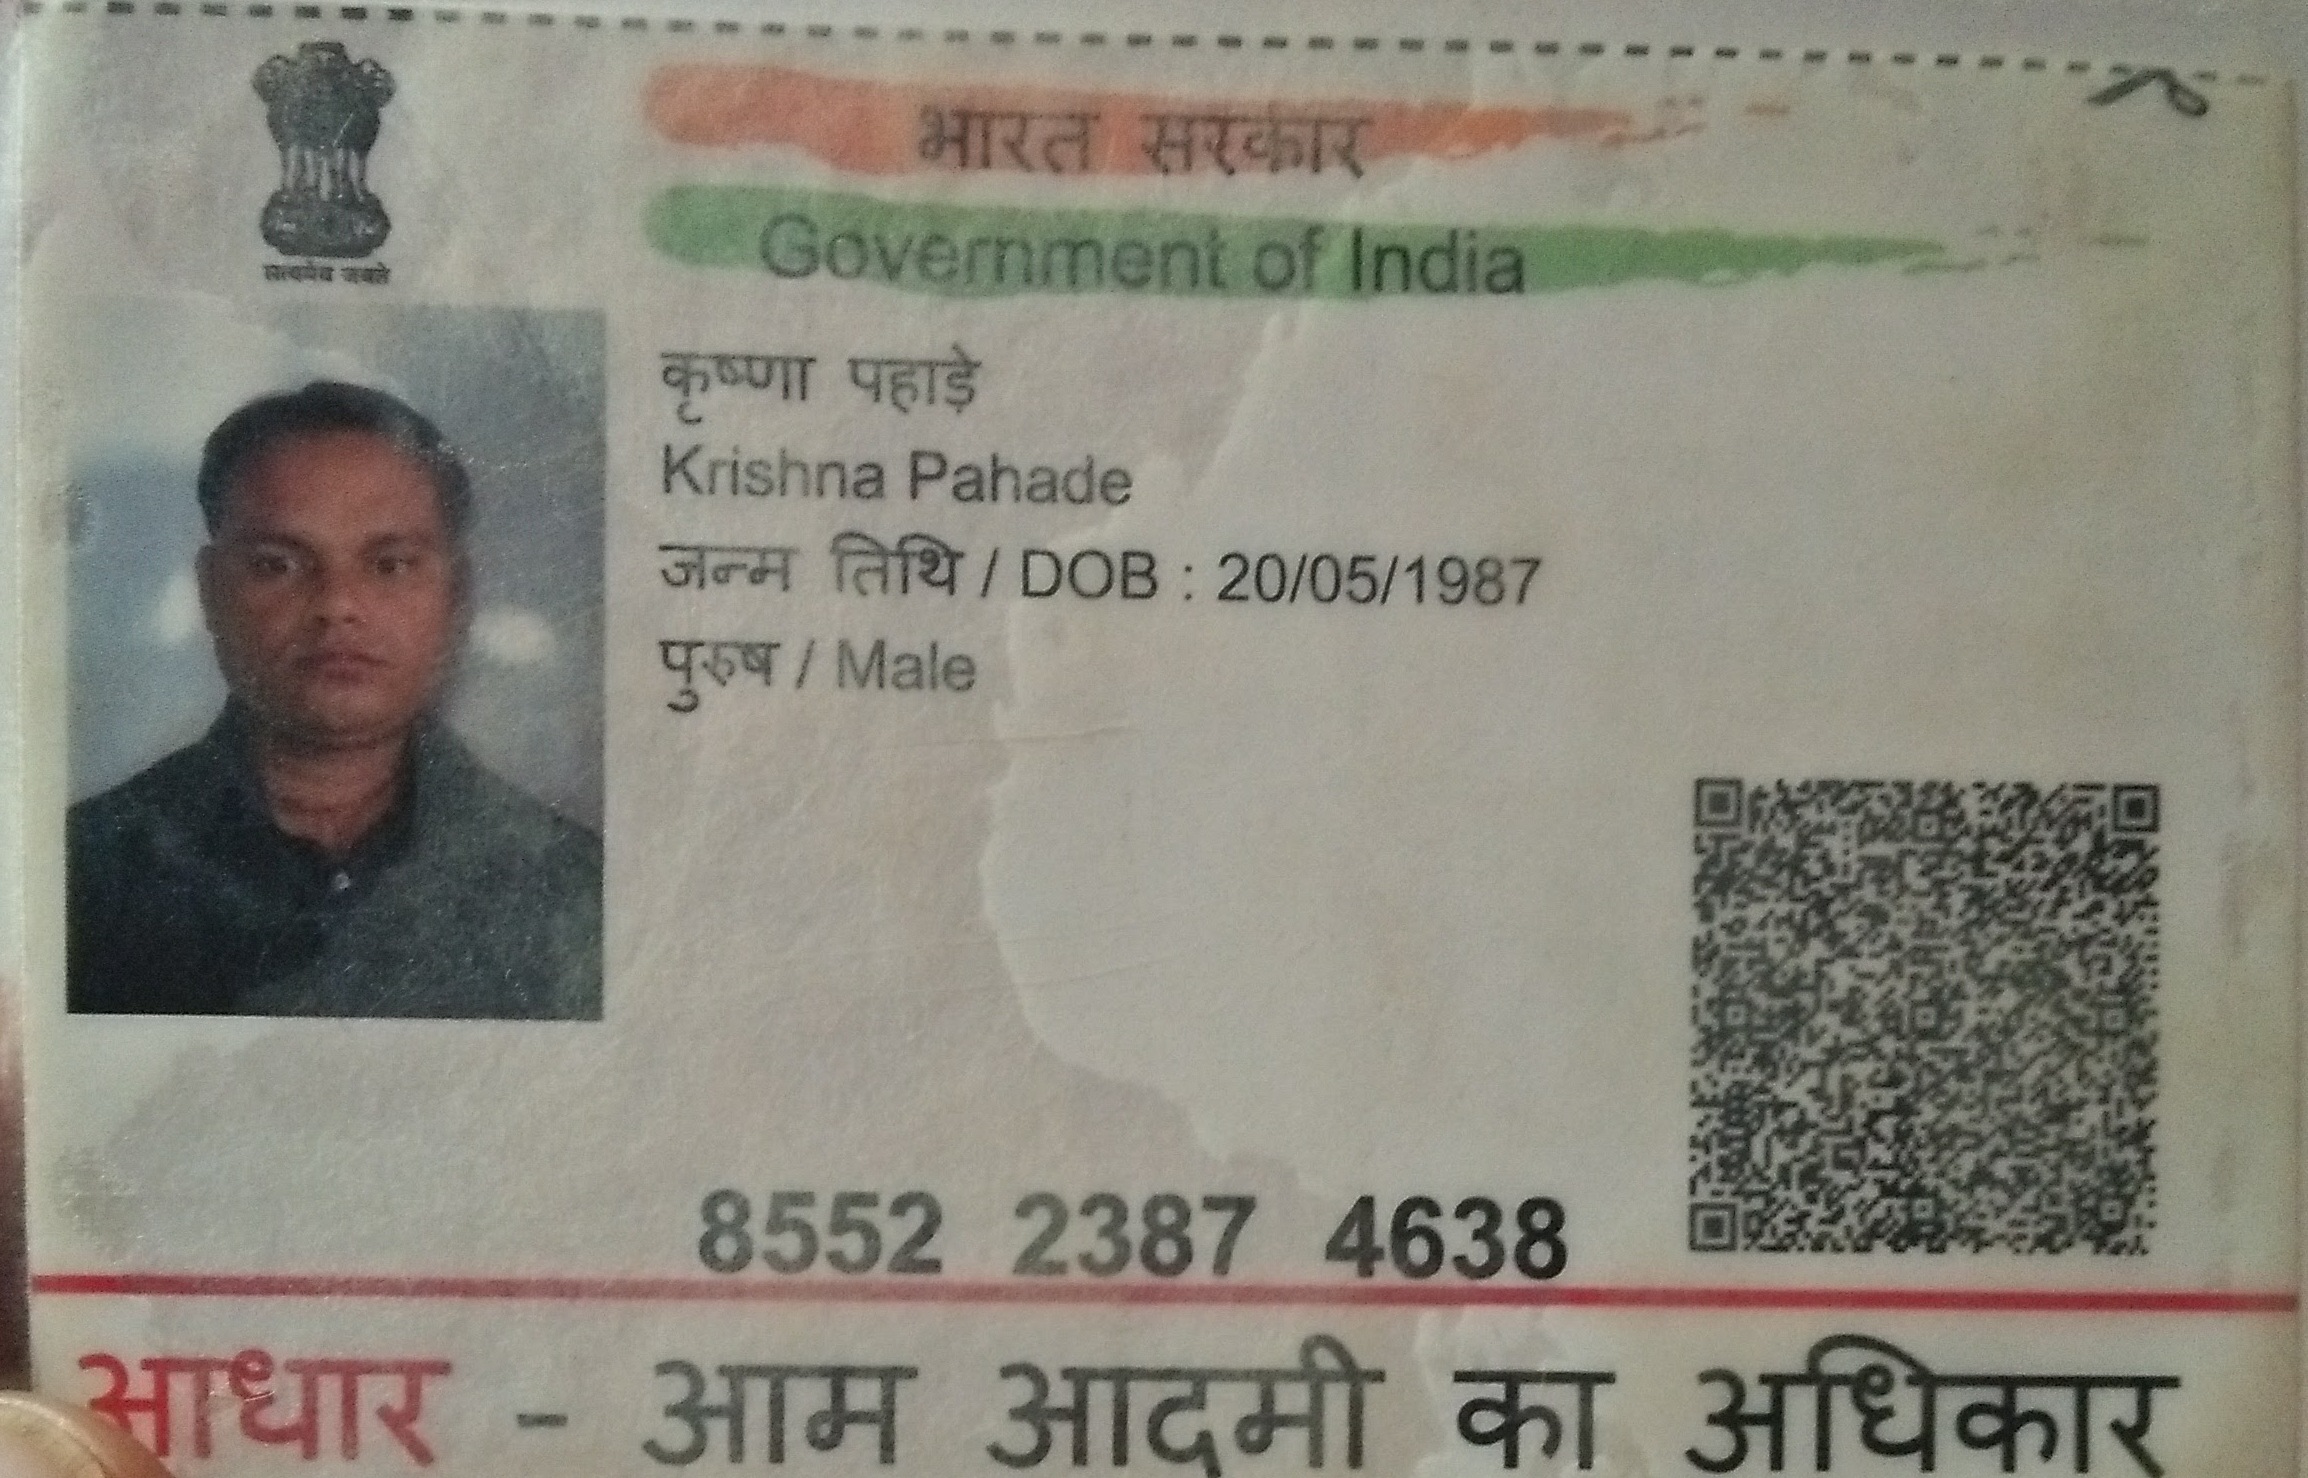 सत्यमेव जयते
भारत सरकार
Government of India
कृष्णा पहाड़े
Krishna Pahade
जन्म तिथि / DOB : 20/05/1987
पुरुष / Male
8552 2387 4638
आधार - आम आदमी का अधिकार